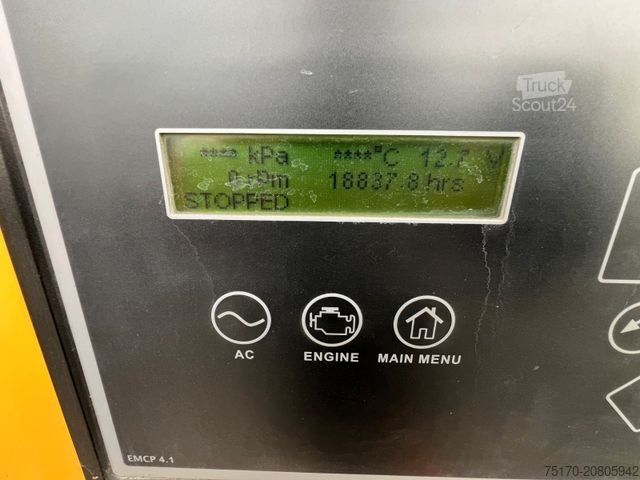 Truck
Scout24
**** kPa ****°C 12.7 V
0 rpm 18837.8 hrs
STOPPED
AC
ENGINE
MAIN MENU
EMCP 4.1
75170-20805942